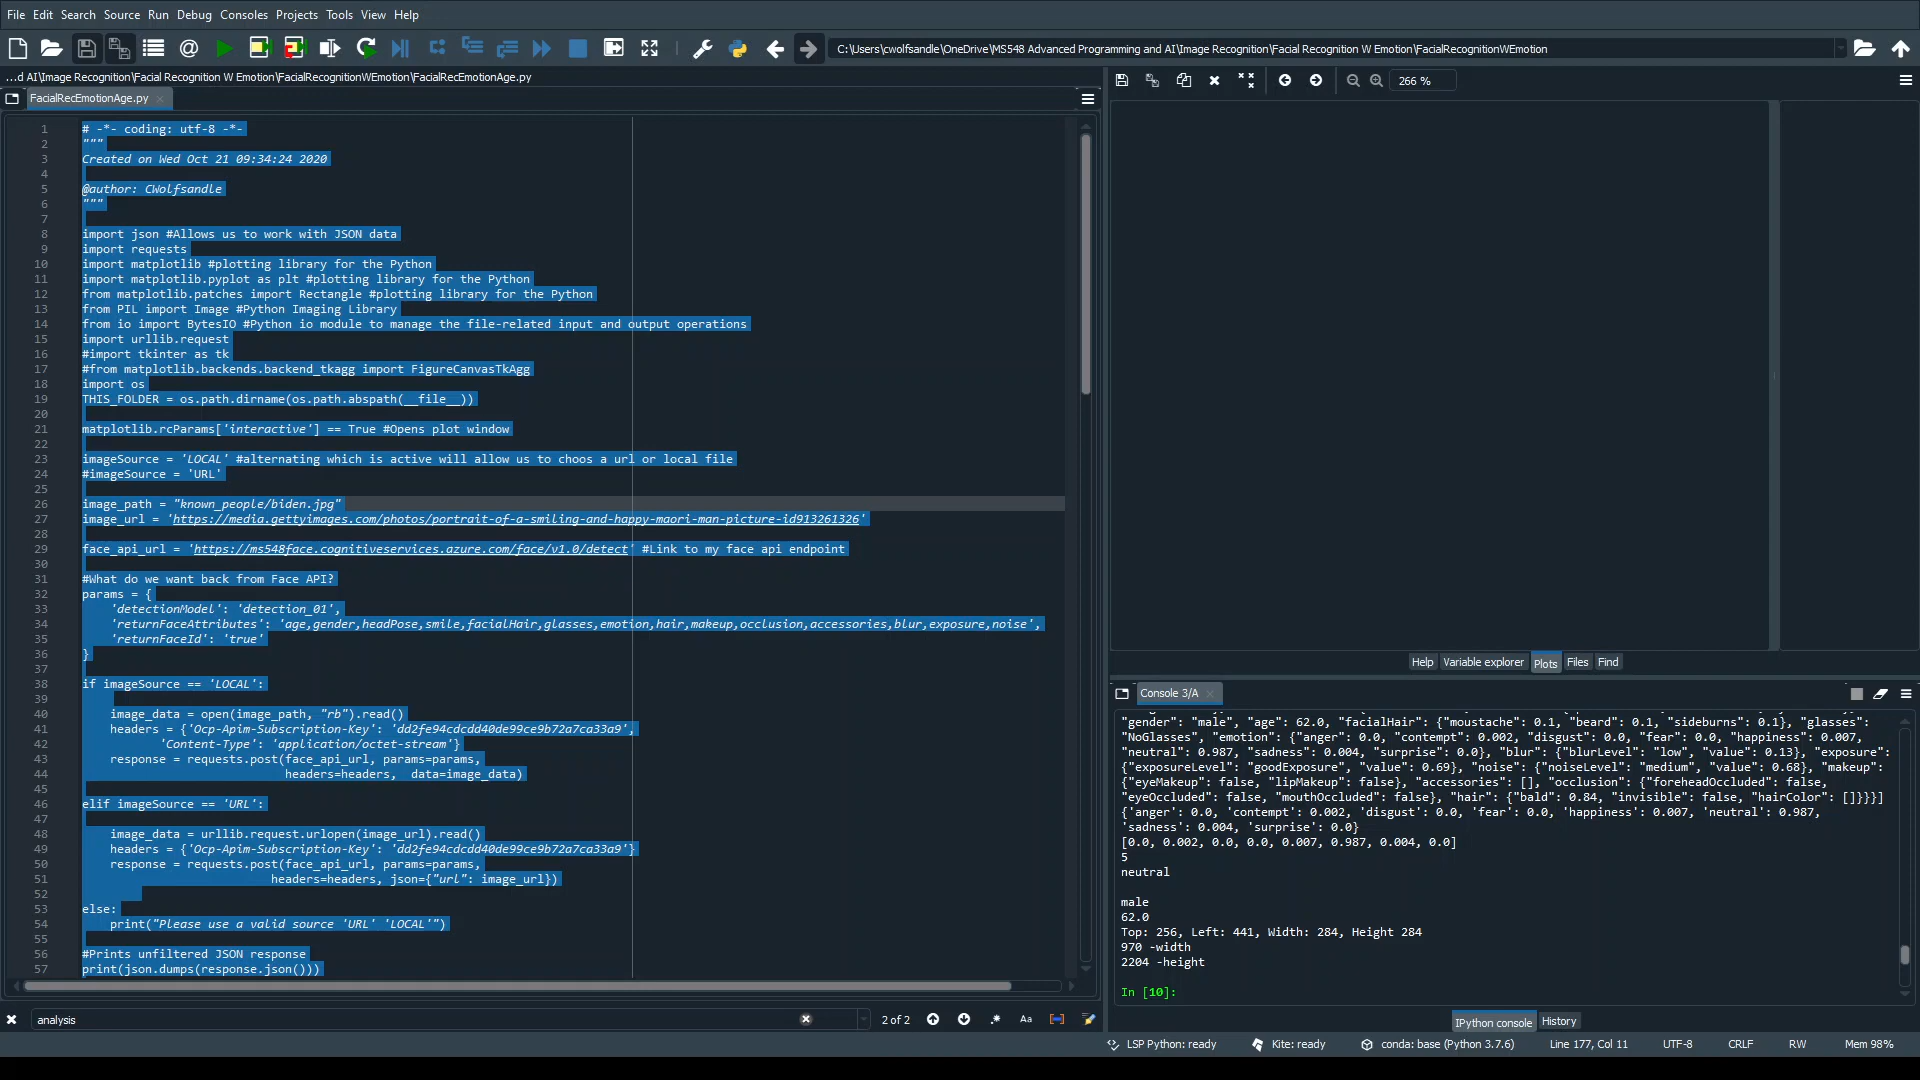 File Edit Search Source Run Debug Consoles Projects Tools View Help
C:\Users\cwolfsandle\OneDrive\MS548 Advanced Programming and AI\Image Recognition\Facial Recognition W Emotion\FacialRecognitionWEmotion
...d AI\Image Recognition\Facial Recognition W Emotion\FacialRecognitionWEmotion\FacialRecEmotionAge.py
266 %
FacialRecEmotionAge.py
1 # -*- coding: utf-8 -*-
2 """
3 Created on Wed Oct 21 09:34:24 2020
4
5 @author: CWolfsandle
6 """
7
8 import json #Allows us to work with JSON data
9 import requests
10 import matplotlib #plotting library for the Python
11 import matplotlib.pyplot as plt #plotting library for the Python
12 from matplotlib.patches import Rectangle #plotting library for the Python
13 from PIL import Image #Python Imaging Library
14 from io import BytesIO #Python io module to manage the file-related input and output operations
15 import urllib.request
16 #import tkinter as tk
17 #from matplotlib.backends.backend_tkagg import FigureCanvasTkAgg
18 import os
19 THIS_FOLDER = os.path.dirname(os.path.abspath(__file__))
20
21 matplotlib.rcParams['interactive'] == True #Opens plot window
22
23 imageSource = 'LOCAL' #alternating which is active will allow us to choos a url or local file
24 #imageSource = 'URL'
25
26 image_path = "known_people/biden.jpg"
27 image_url = 'https://media.gettyimages.com/photos/portrait-of-a-smiling-and-happy-maori-man-picture-id913261326'
28
29 face_api_url = 'https://ms548face.cognitiveservices.azure.com/face/v1.0/detect' #Link to my face api endpoint
30
31 #What do we want back from Face API?
32 params = {
33 'detectionModel': 'detection_01',
34 'returnFaceAttributes': 'age,gender,headPose,smile,facialHair,glasses,emotion,hair,makeup,occlusion,accessories,blur,exposure,noise',
35 'returnFaceId': 'true'
36 }
37
38 if imageSource == 'LOCAL':
39
40 image_data = open(image_path, "rb").read()
41 headers = {'Ocp-Apim-Subscription-Key': 'dd2fe94cdcdd40de99ce9b72a7ca33a9',
42 'Content-Type': 'application/octet-stream'}
43 response = requests.post(face_api_url, params=params,
44 headers=headers, data=image_data)
45
46 elif imageSource == 'URL':
47
48 image_data = urllib.request.urlopen(image_url).read()
49 headers = {'Ocp-Apim-Subscription-Key': 'dd2fe94cdcdd40de99ce9b72a7ca33a9'}
50 response = requests.post(face_api_url, params=params,
51 headers=headers, json={"url": image_url})
52
53 else:
54 print("Please use a valid source 'URL' 'LOCAL'")
55
56 #Prints unfiltered JSON response
57 print(json.dumps(response.json()))
Help Variable explorer Plots Files Find
Console 3/A
"gender": "male", "age": 62.0, "facialHair": {"moustache": 0.1, "beard": 0.1, "sideburns": 0.1}, "glasses":
"NoGlasses", "emotion": {"anger": 0.0, "contempt": 0.002, "disgust": 0.0, "fear": 0.0, "happiness": 0.007,
"neutral": 0.987, "sadness": 0.004, "surprise": 0.0}, "blur": {"blurLevel": "low", "value": 0.13}, "exposure":
{"exposureLevel": "goodExposure", "value": 0.69}, "noise": {"noiseLevel": "medium", "value": 0.68}, "makeup":
{"eyeMakeup": false, "lipMakeup": false}, "accessories": [], "occlusion": {"foreheadOccluded": false,
"eyeOccluded": false, "mouthOccluded": false}, "hair": {"bald": 0.84, "invisible": false, "hairColor": []}}}]
{'anger': 0.0, 'contempt': 0.002, 'disgust': 0.0, 'fear': 0.0, 'happiness': 0.007, 'neutral': 0.987,
'sadness': 0.004, 'surprise': 0.0}
[0.0, 0.002, 0.0, 0.0, 0.007, 0.987, 0.004, 0.0]
5
neutral
male
62.0
Top: 256, Left: 441, Width: 284, Height 284
970 -width
2204 -height
In [10]:
IPython console History
analysis
2 of 2
Aa
LSP Python: ready Kite: ready conda: base (Python 3.7.6) Line 177, Col 11 UTF-8 CRLF RW Mem 98%